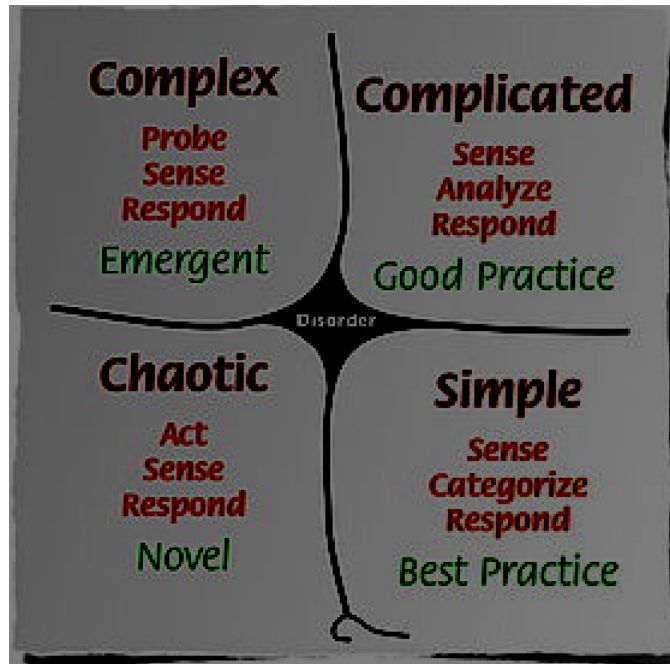 Complex
Probe
Sense
Respond
Emergent
Complicated
Sense
Analyze
Respond
Good Practice
Disorder
Chaotic
Act
Sense
Respond
Novel
Simple
Sense
Categorize
Respond
Best Practice